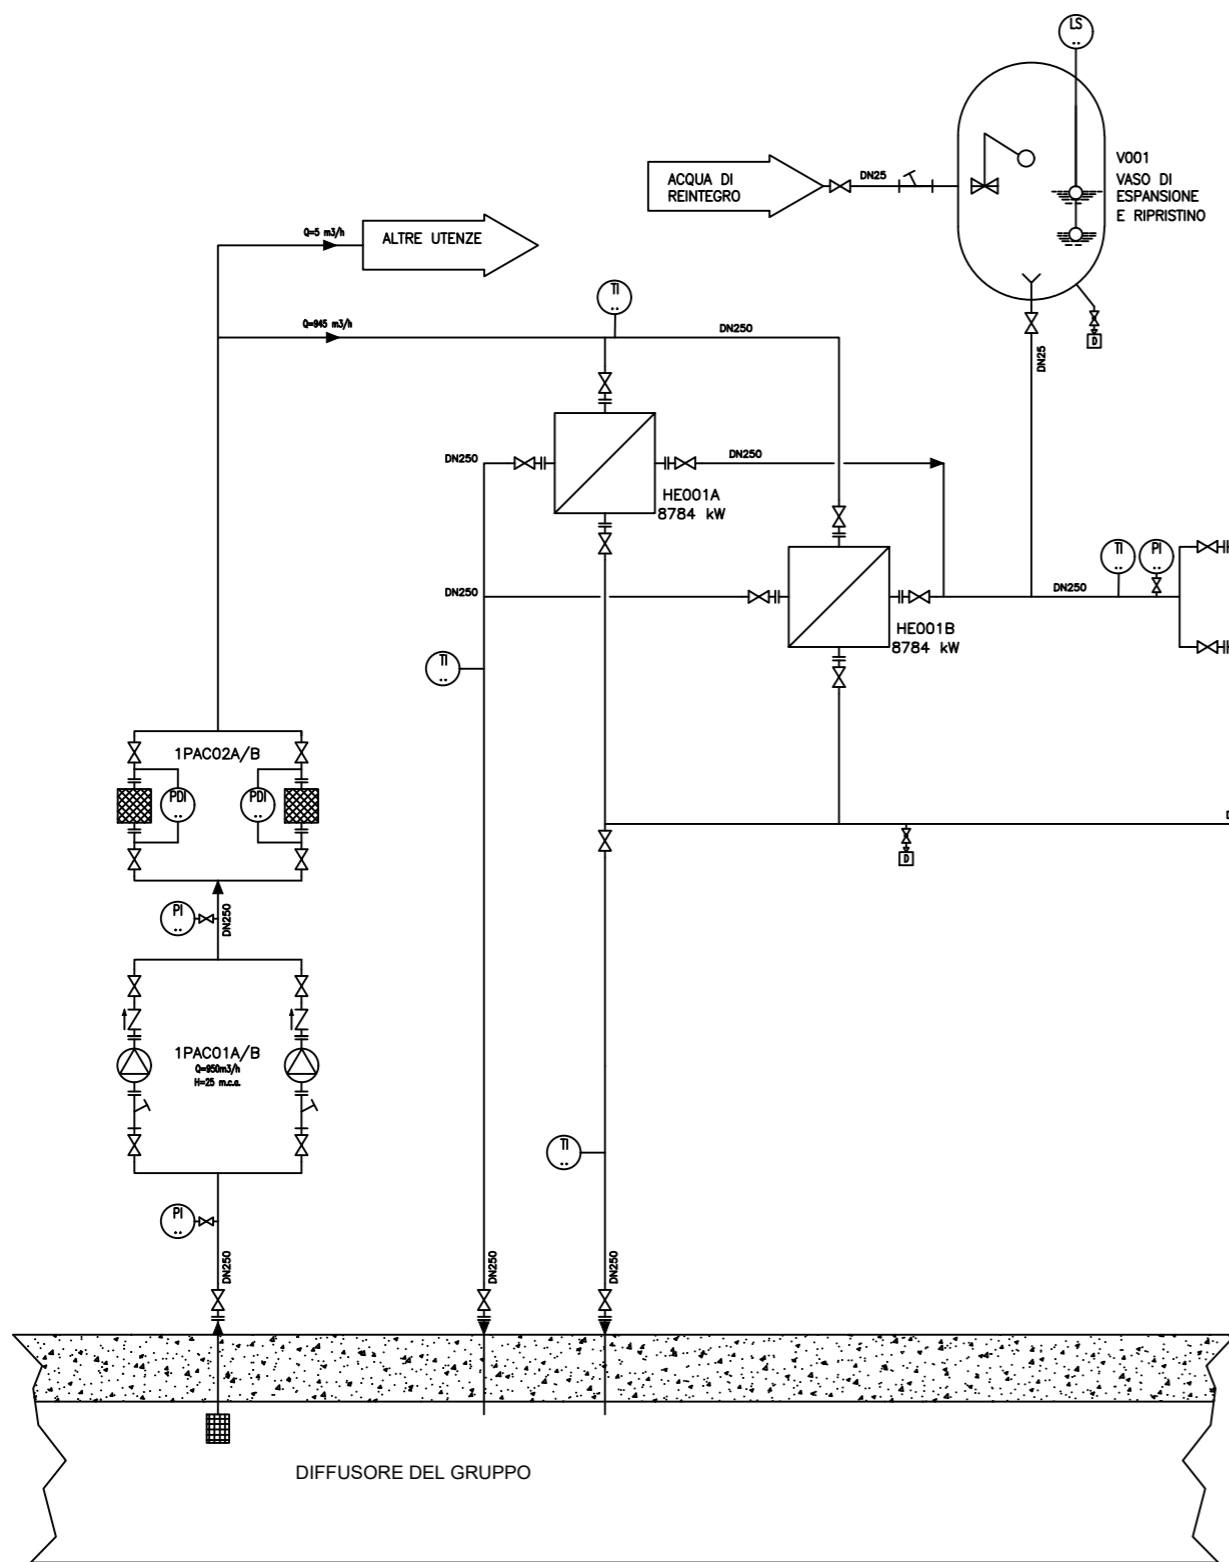 LS
..
V001
VASO DI
ESPANSIONE
E RIPRISTINO
ACQUA DI
REINTEGRO
DN25
Q=5 m3/h
ALTRE UTENZE
TI
..
Q=945 m3/h
DN250
D
DN25
DN250
DN250
HE001A
8784 kW
TI
..
PI
..
DN250
DN250
HE001B
8784 kW
TI
..
1PAC02A/B
PDI
..
PDI
..
D
D
PI
..
DN250
1PAC01A/B
Q=950m3/h
H=25 m.c.a.
TI
..
PI
..
DN250
DN250
DN250
DIFFUSORE DEL GRUPPO